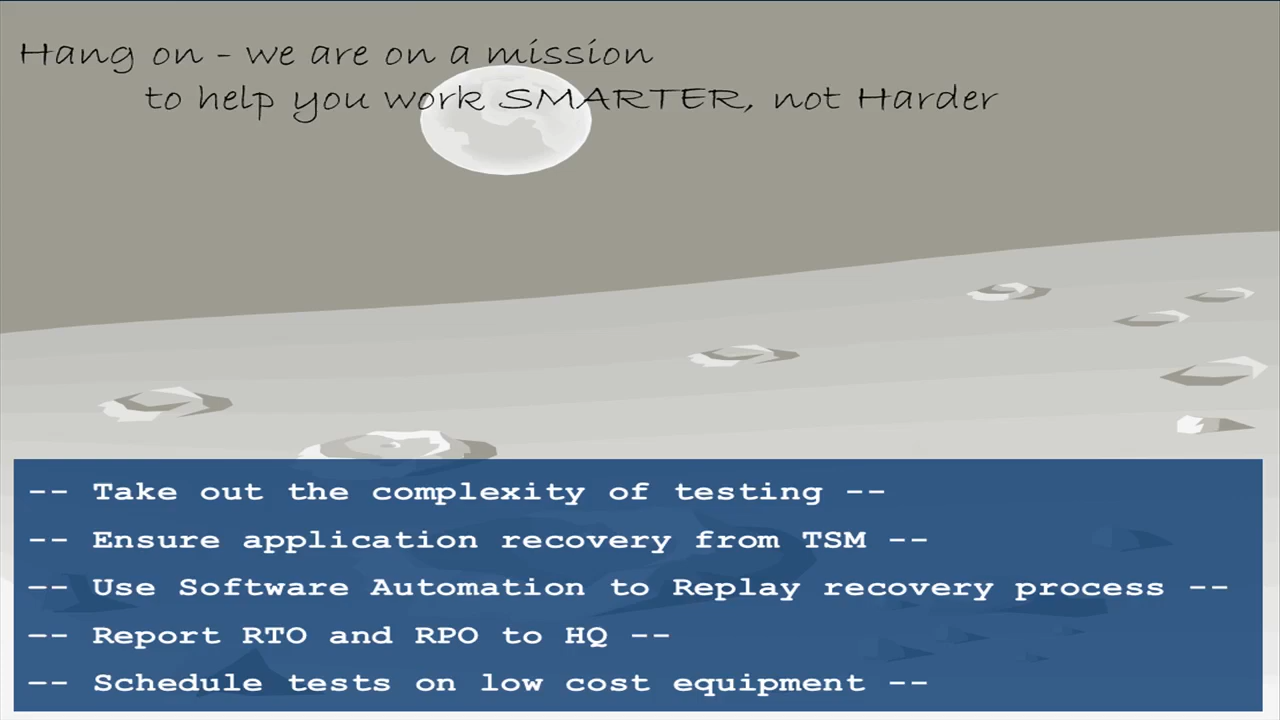 Hang on - we are on a mission
to help you work SMARTER, not Harder
-- Take out the complexity of testing --
-- Ensure application recovery from TSM --
-- Use Software Automation to Replay recovery process --
-- Report RTO and RPO to HQ --
-- Schedule tests on low cost equipment --